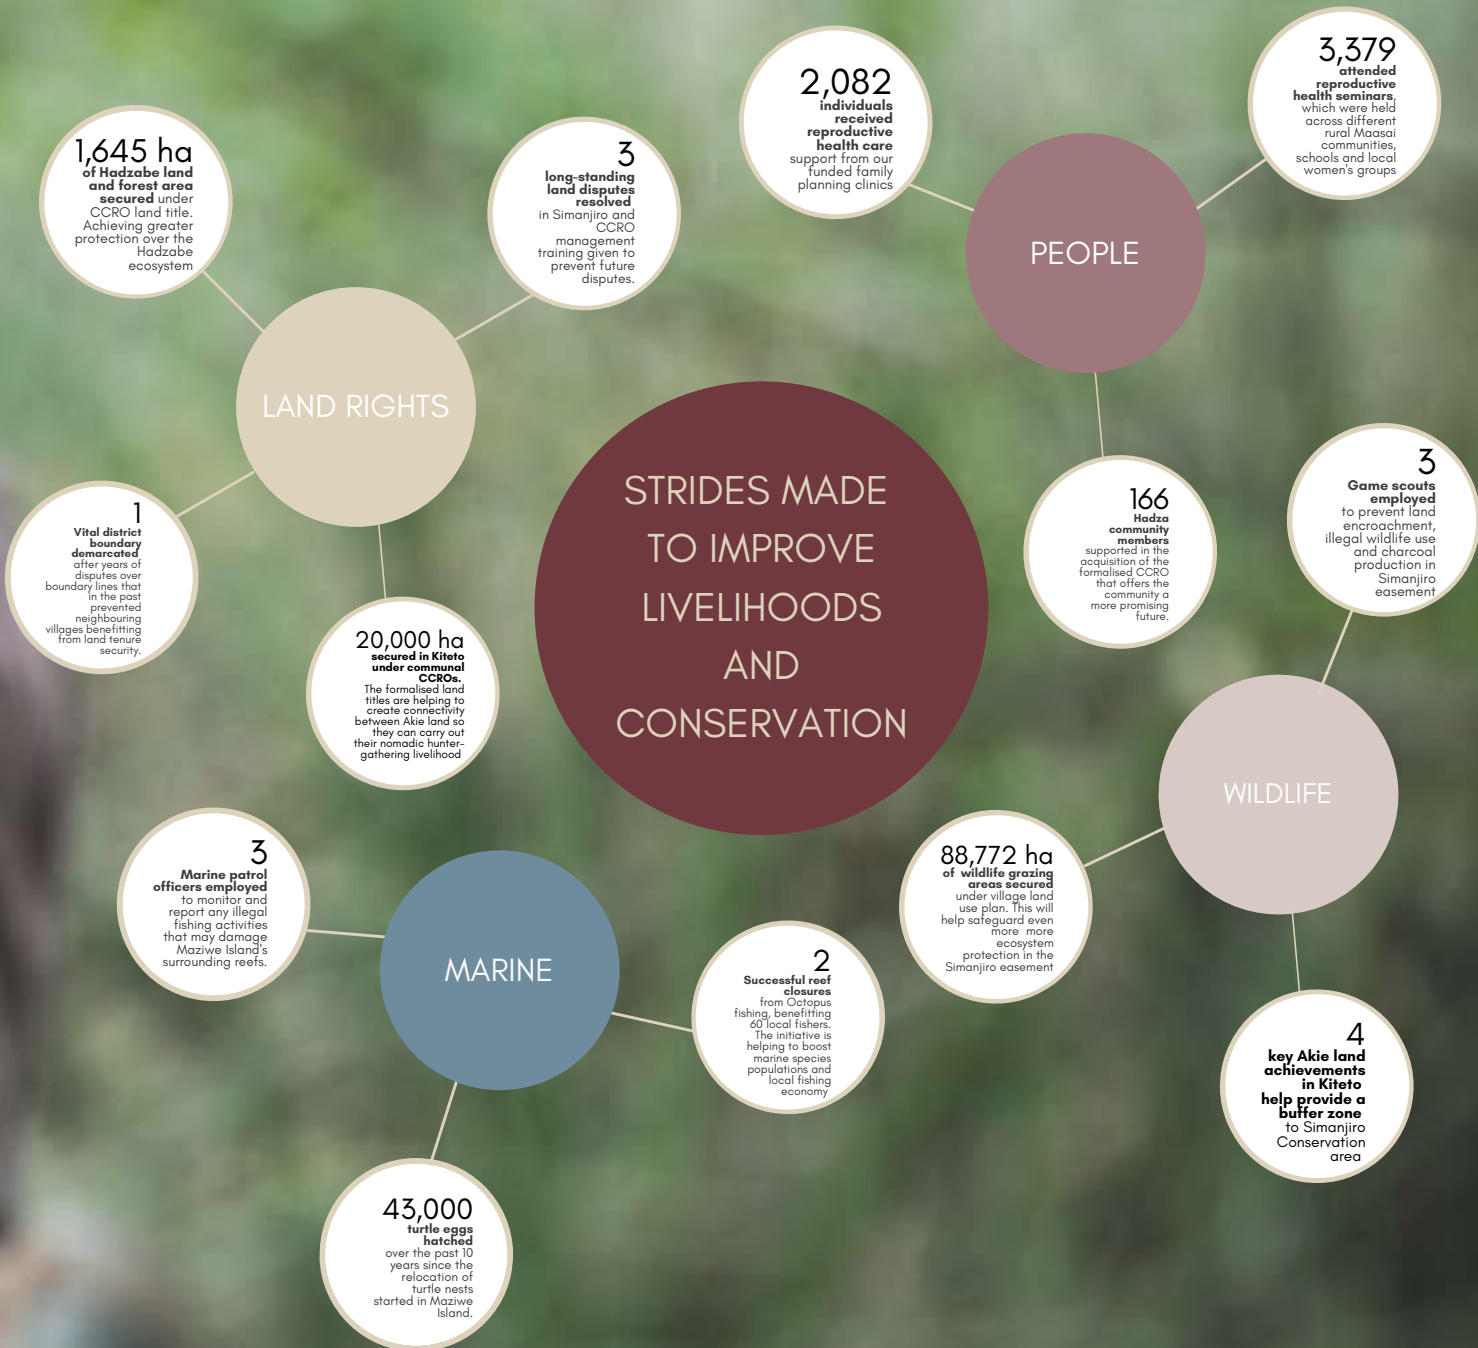 STRIDES MADE
TO IMPROVE
LIVELIHOODS
AND
CONSERVATION
LAND RIGHTS
1,645 ha
of Hadzabe land
and forest area
secured under
CCRO land title.
Achieving greater
protection over the
Hadzabe
ecosystem
3
long-standing
land disputes
resolved
in Simanjiro and
CCRO
management
training given to
prevent future
disputes.
1
Vital district
boundary
demarcated
after years of
disputes over
boundary lines that
in the past
prevented
neighbouring
villages benefitting
from land tenure
security.
20,000 ha
secured in Kiteto
under communal
CCROs.
The formalised land
titles are helping to
create connectivity
between Akie land so
they can carry out
their nomadic hunter-
gathering livelihood
PEOPLE
2,082
individuals
received
reproductive
health care
support from our
funded family
planning clinics
3,379
attended
reproductive
health seminars,
which were held
across different
rural Maasai
communities,
schools and local
women's groups
166
Hadza
community
members
supported in the
acquisition of the
formalised CCRO
that offers the
community a
more promising
future.
WILDLIFE
3
Game scouts
employed
to prevent land
encroachment,
illegal wildlife use
and charcoal
production in
Simanjiro
easement
88,772 ha
of wildlife grazing
areas secured
under village land
use plan. This will
help safeguard even
more more
ecosystem
protection in the
Simanjiro easement
4
key Akie land
achievements
in Kiteto
help provide a
buffer zone
to Simanjiro
Conservation
area
MARINE
3
Marine patrol
officers employed
to monitor and
report any illegal
fishing activities
that may damage
Maziwe Island's
surrounding reefs.
2
Successful reef
closures
from Octopus
fishing, benefitting
60 local fishers.
The initiative is
helping to boost
marine species
populations and
local fishing
economy
43,000
turtle eggs
hatched
over the past 10
years since the
relocation of
turtle nests
started in Maziwe
Island.